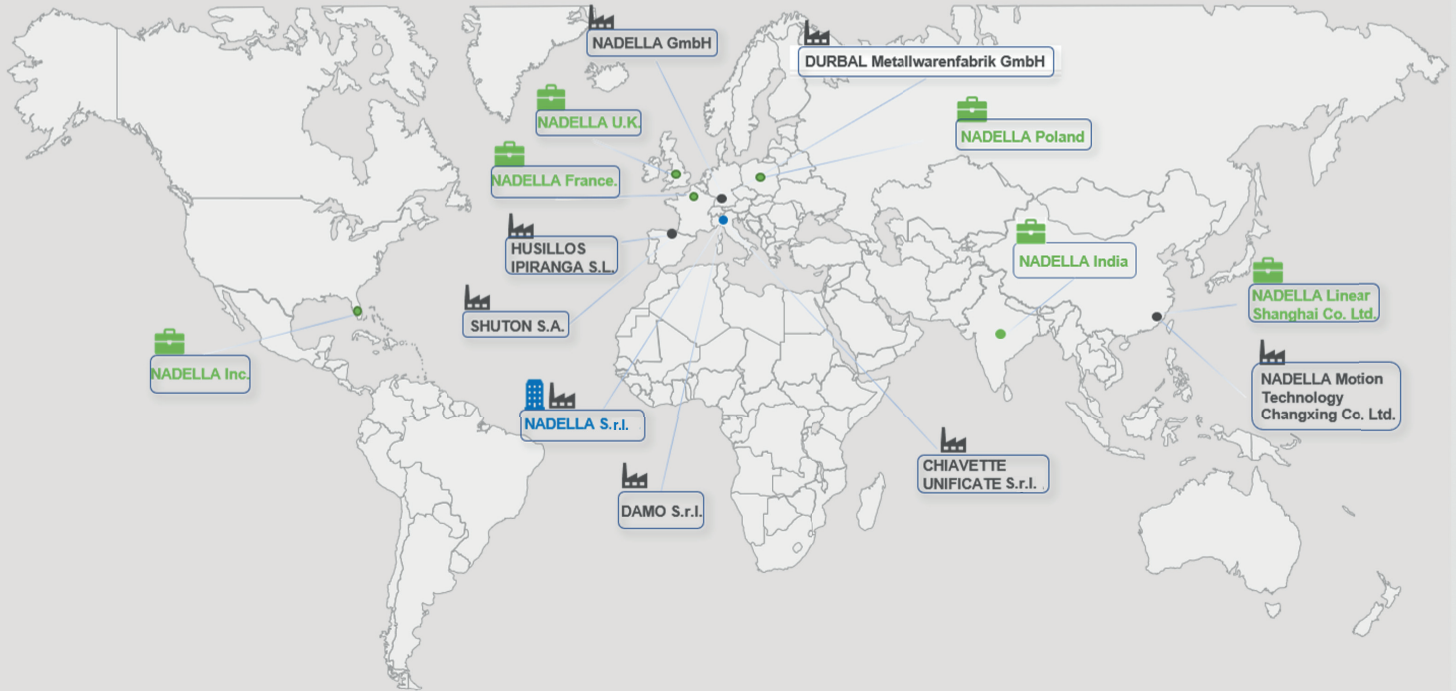 NADELLA GmbH
DURBAL Metallwarenfabrik GmbH
NADELLA U.K.
NADELLA Poland
NADELLA France.
HUSILLOS
IPIRANGA S.L.
NADELLA India
NADELLA Linear
Shanghai Co. Ltd.
SHUTON S.A.
NADELLA Inc.
NADELLA Motion
Technology
Changxing Co. Ltd.
NADELLA S.r.l.
CHIAVETTE
UNIFICATE S.r.l.
DAMO S.r.l.